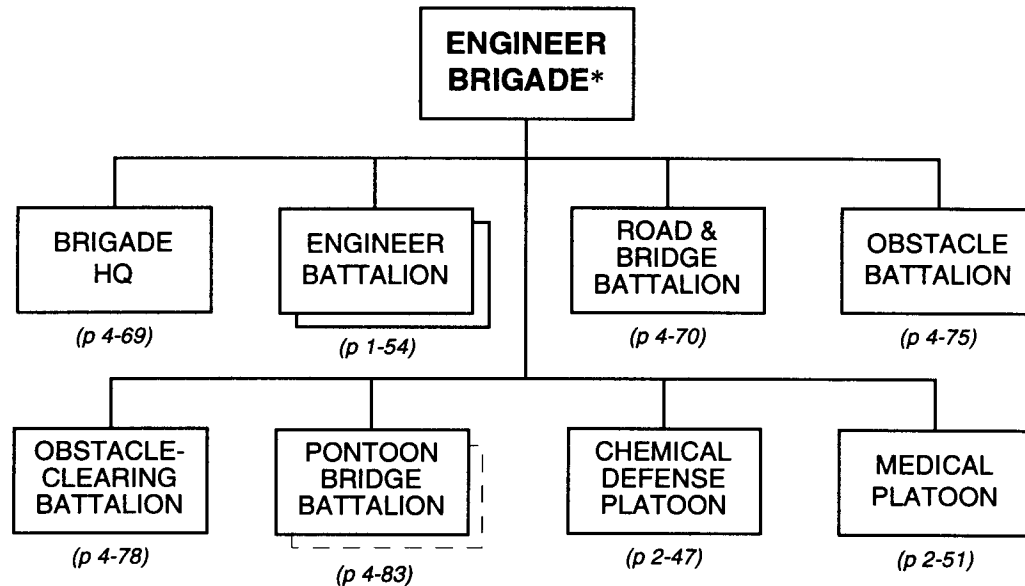 ENGINEER
BRIGADE*
BRIGADE
HQ
(p 4-69)
ENGINEER
BATTALION
(p 1-54)
ROAD &
BRIDGE
BATTALION
(p 4-70)
OBSTACLE
BATTALION
(p 4-75)
OBSTACLE-
CLEARING
BATTALION
(p 4-78)
PONTOON
BRIDGE
BATTALION
(p 4-83)
CHEMICAL
DEFENSE
PLATOON
(p 2-47)
MEDICAL
PLATOON
(p 2-51)